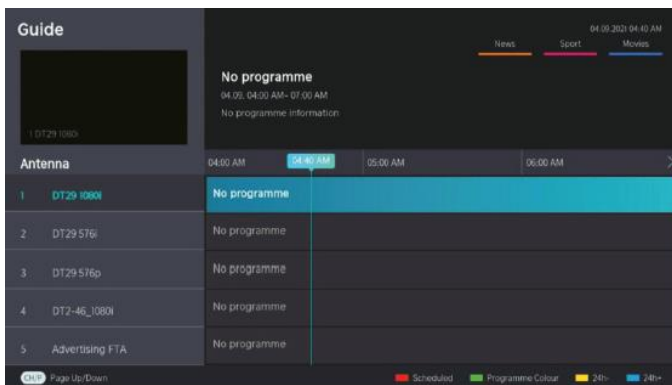 Guide
04.09.2021 04:40 AM
News Sport Movies
No programme
04.09. 04:00 AM~ 07:00 AM
No programme information
1 DT29 1080i
Antenna
04:00 AM 04:40 AM 05:00 AM 06:00 AM
1 DT29 1080i No programme
2 DT29 576i No programme
3 DT29 576p No programme
4 DT2-46_1080i No programme
5 Advertising FTA No programme
CH/P Page Up/Down Scheduled Programme Colour 24h- 24h+